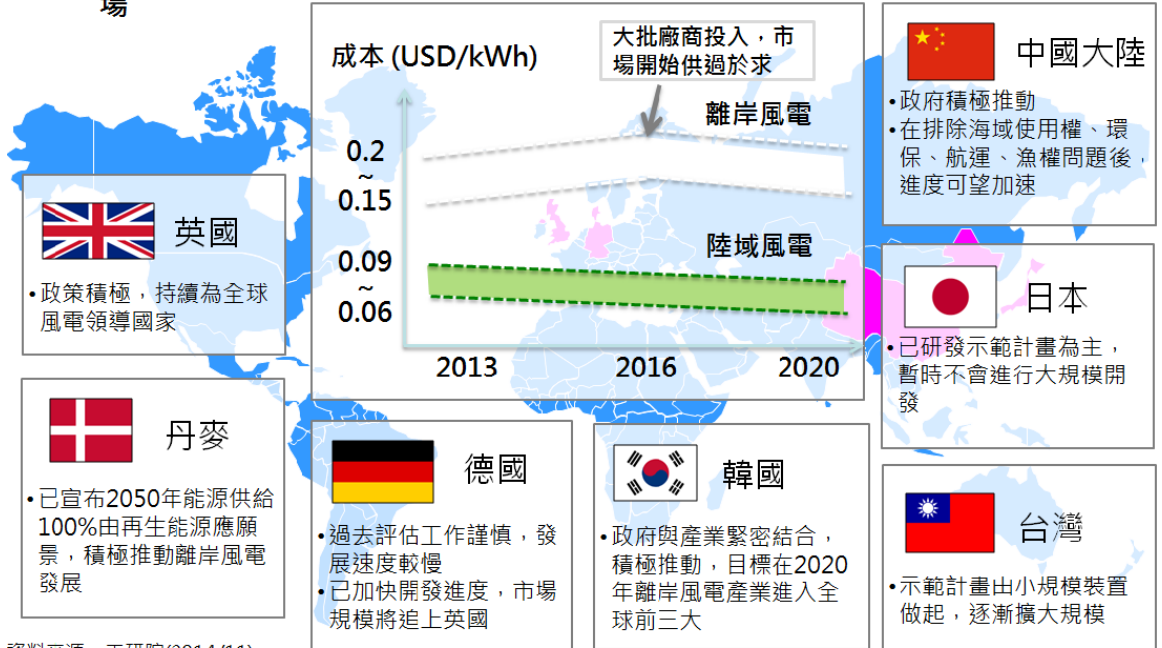 場
成本 (USD/kWh)
大批廠商投入，市
場開始供過於求
離岸風電
0.2
~
0.15
陸域風電
0.09
~
0.06
2013 2016 2020
英國
•政策積極，持續為全球
風電領導國家
丹麥
•已宣布2050年能源供給
100%由再生能源應願
景，積極推動離岸風電
發展
德國
•過去評估工作謹慎，發
展速度較慢
•已加快開發進度，市場
規模將追上英國
韓國
•政府與產業緊密結合，
積極推動，目標在2020
年離岸風電產業進入全
球前三大
中國大陸
•政府積極推動
•在排除海域使用權、環
保、航運、漁權問題後，
進度可望加速
日本
•已研發示範計畫為主，
暫時不會進行大規模開
發
台灣
•示範計畫由小規模裝置
做起，逐漸擴大規模
資料來源：工研院(2014/11)